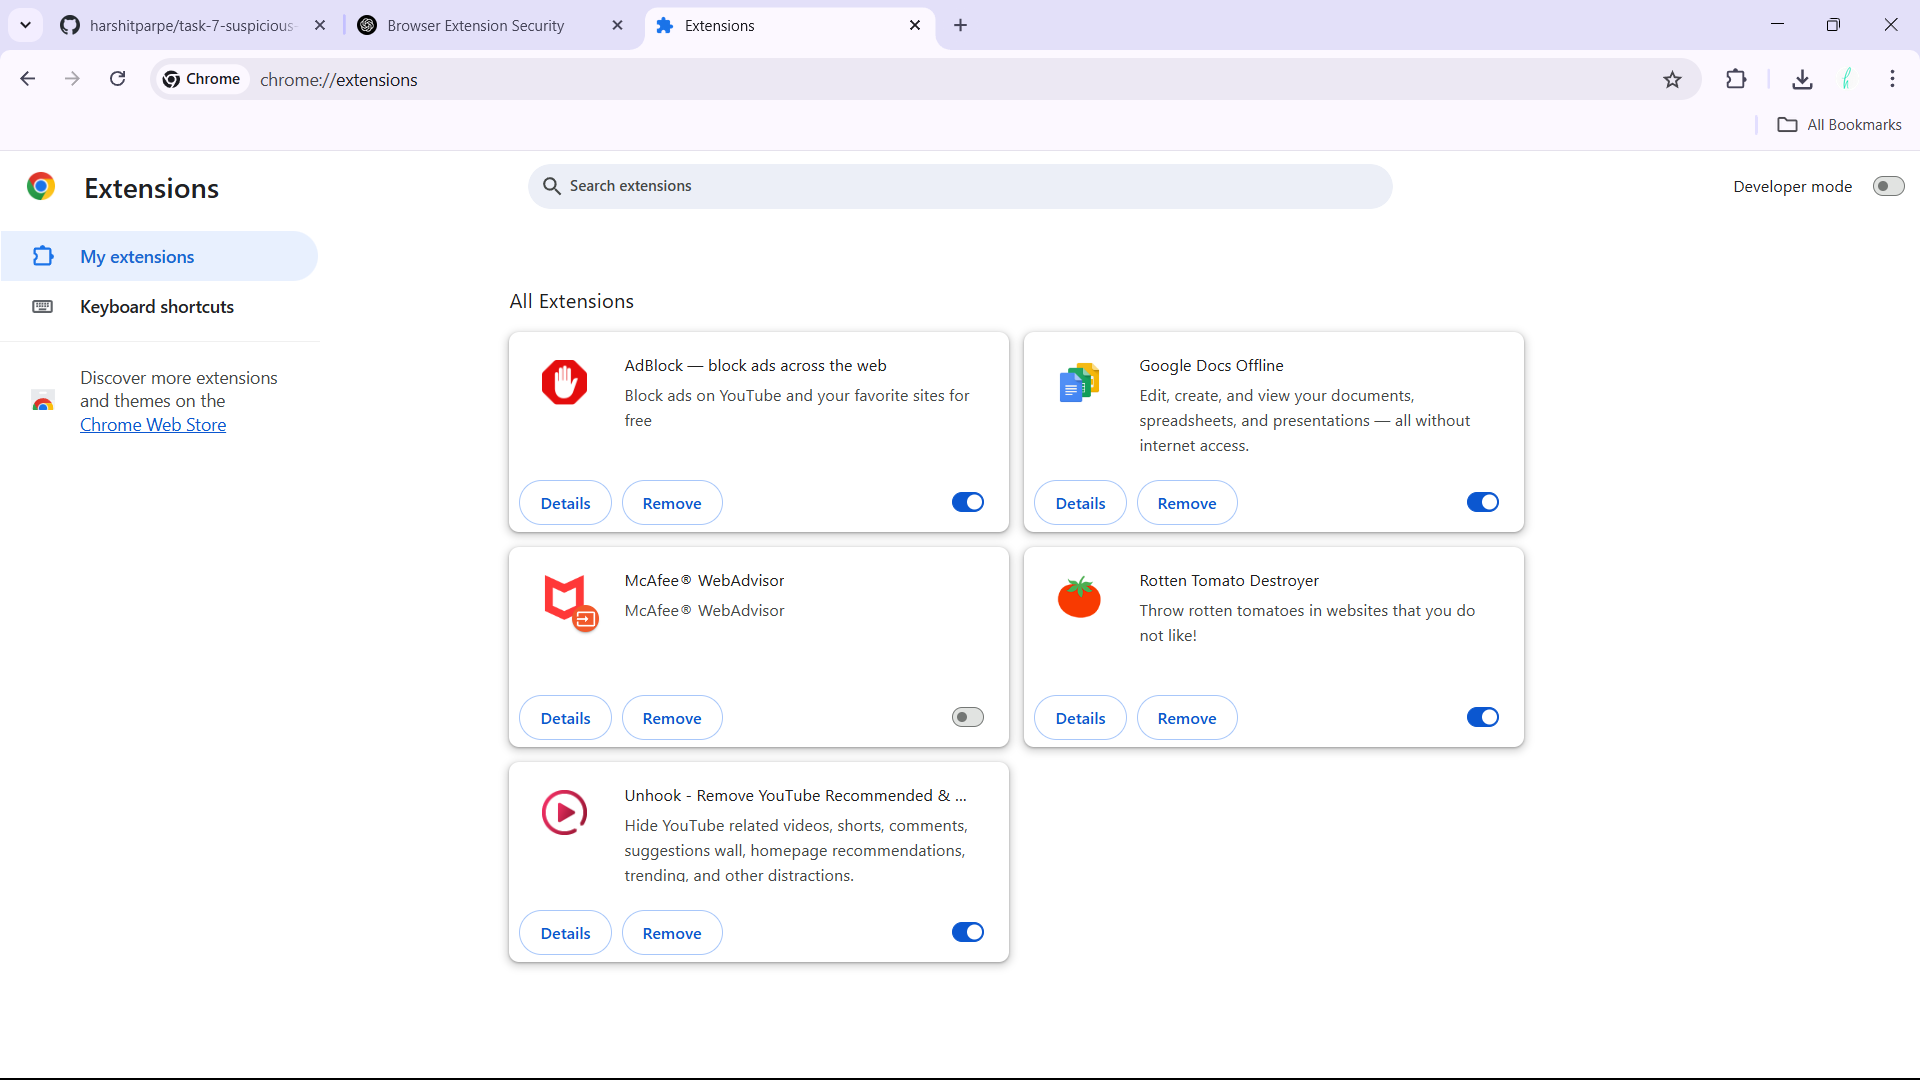 harshitparpe/task-7-suspicious-
Browser Extension Security
Extensions
Chrome
chrome://extensions
All Bookmarks
Extensions
Search extensions
Developer mode
My extensions
Keyboard shortcuts
Discover more extensions
and themes on the
Chrome Web Store
All Extensions
AdBlock — block ads across the web
Block ads on YouTube and your favorite sites for
free
Details
Remove
Google Docs Offline
Edit, create, and view your documents,
spreadsheets, and presentations — all without
internet access.
Details
Remove
McAfee® WebAdvisor
McAfee® WebAdvisor
Details
Remove
Rotten Tomato Destroyer
Throw rotten tomatoes in websites that you do
not like!
Details
Remove
Unhook - Remove YouTube Recommended & ...
Hide YouTube related videos, shorts, comments,
suggestions wall, homepage recommendations,
trending, and other distractions.
Details
Remove